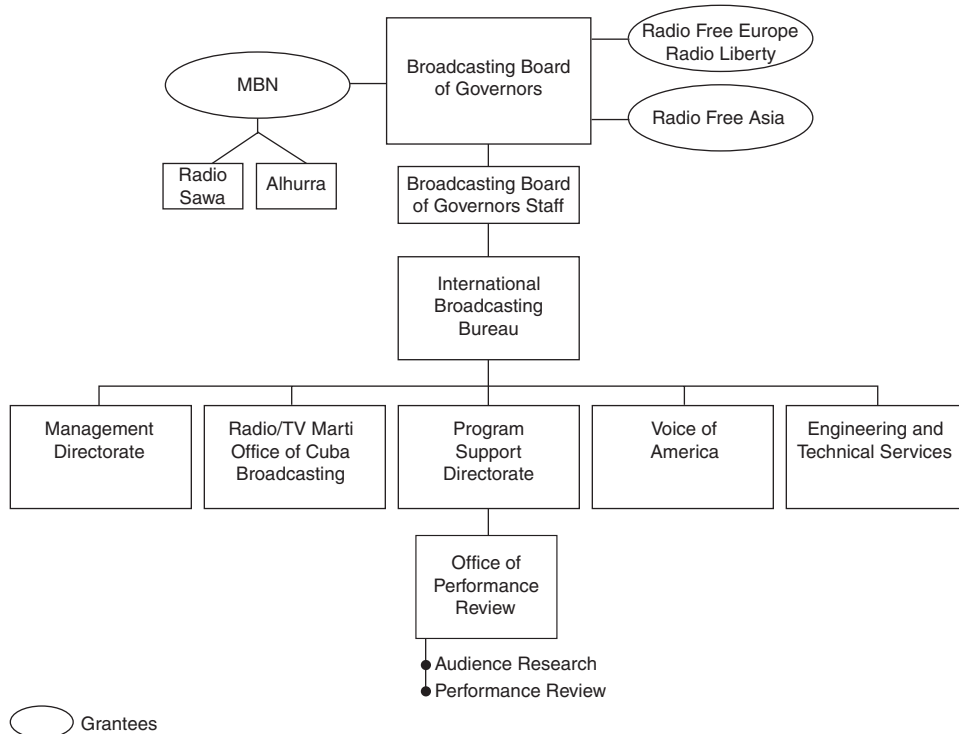 Radio Free Europe
Radio Liberty
Broadcasting Board
of Governors
MBN
Radio Free Asia
Radio
Sawa
Alhurra
Broadcasting Board
of Governors Staff
International
Broadcasting
Bureau
Management
Directorate
Radio/TV Marti
Office of Cuba
Broadcasting
Program
Support
Directorate
Voice of
America
Engineering and
Technical Services
Office of
Performance
Review
Audience Research
Performance Review
Grantees